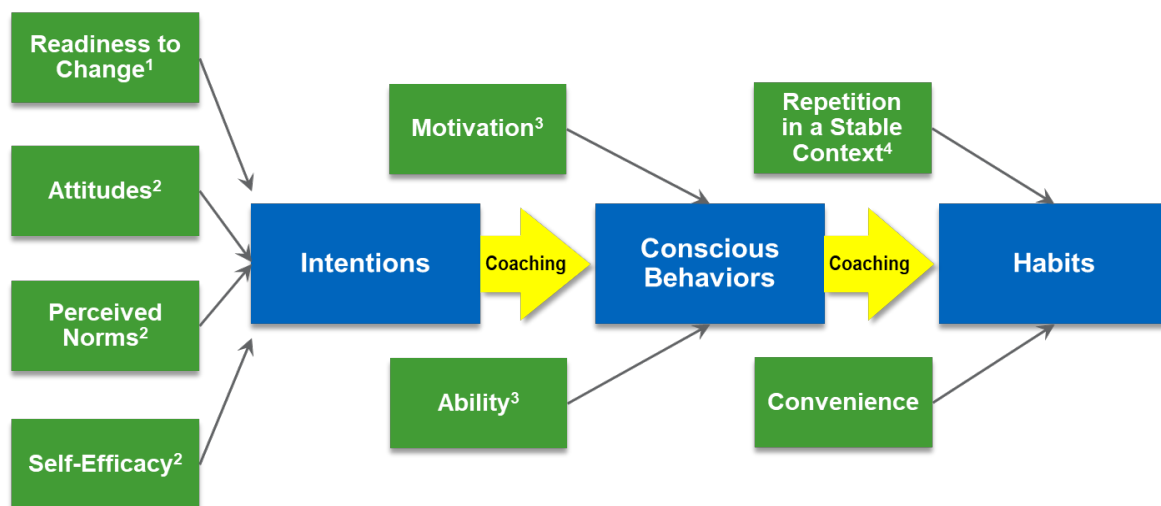 Readiness to
Change¹
Attitudes²
Perceived
Norms²
Self-Efficacy²
Intentions
Coaching
Motivation³
Ability³
Conscious
Behaviors
Coaching
Repetition
in a Stable
Context⁴
Convenience
Habits